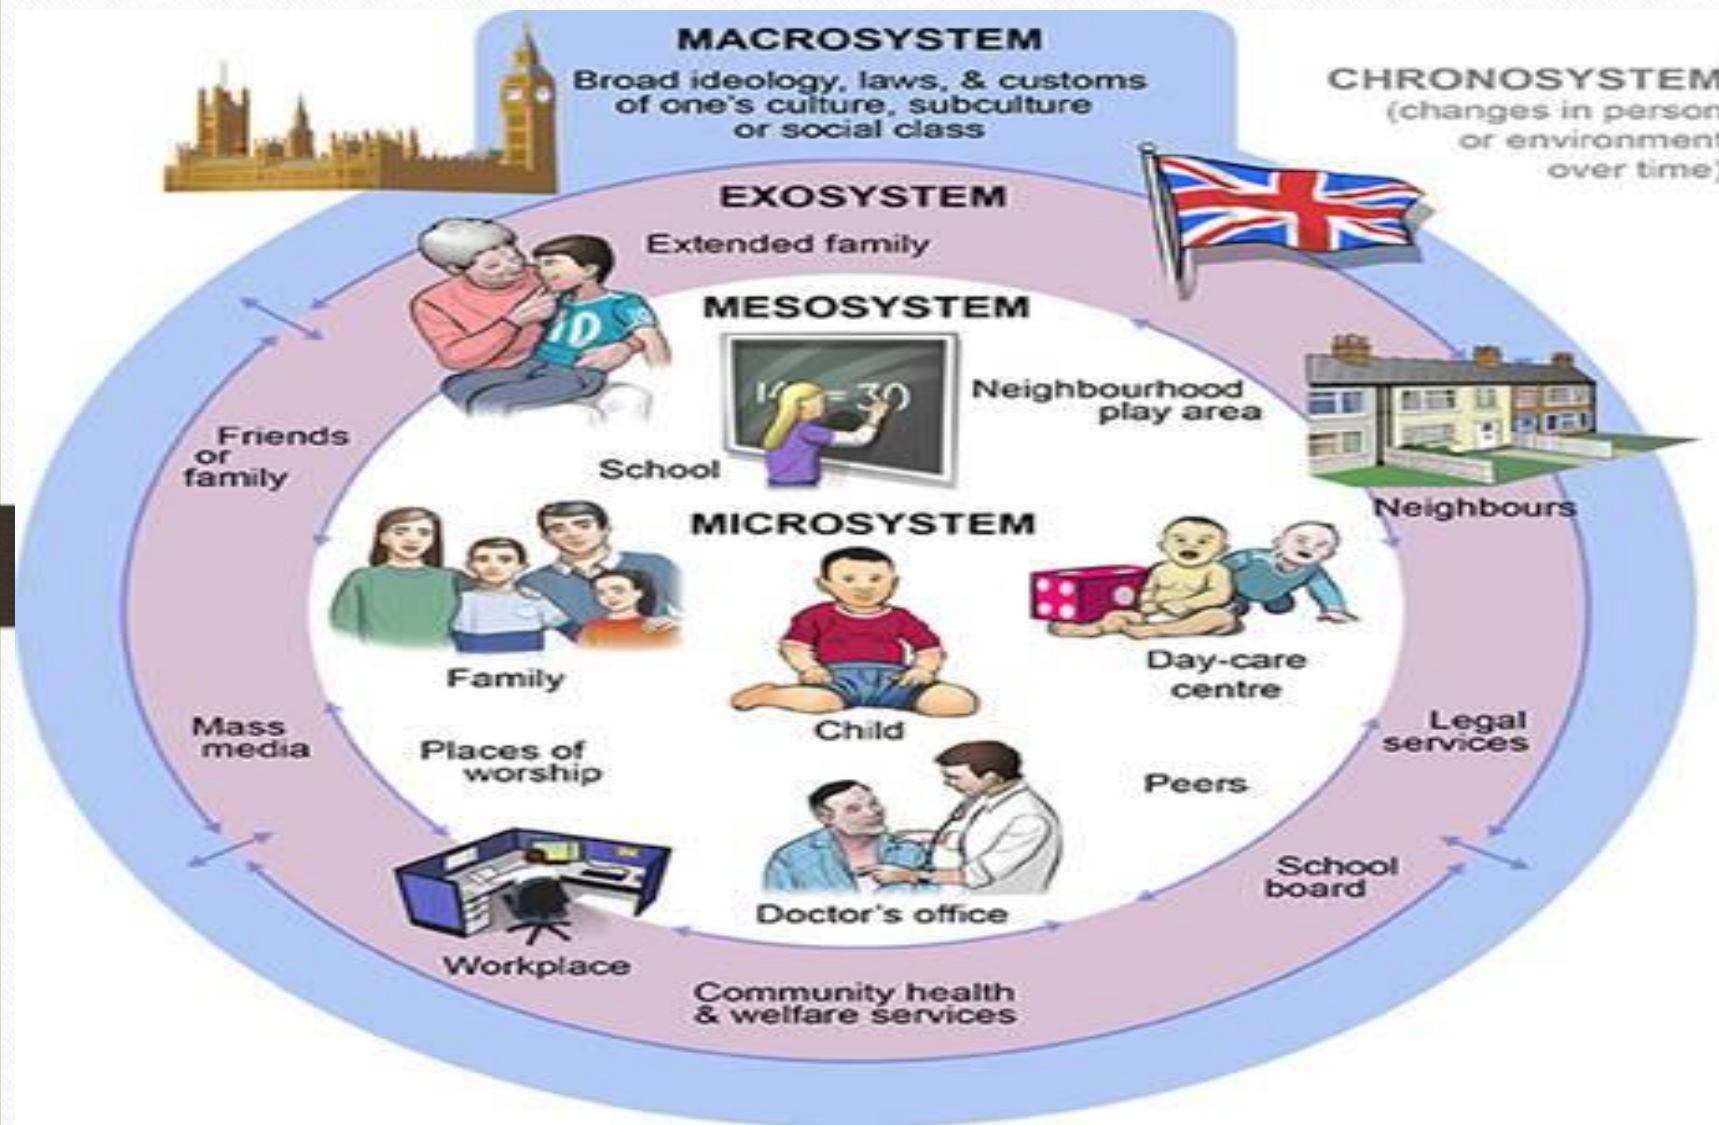 MACROSYSTEM
Broad ideology, laws, & customs
of one's culture, subculture
or social class
CHRONOSYSTEM
(changes in person
or environment
over time)
EXOSYSTEM
Extended family
MESOSYSTEM
Neighbourhood
play area
School
Friends
or
family
Neighbours
MICROSYSTEM
Family
Child
Day-care
centre
Mass
media
Places of
worship
Peers
Legal
services
School
board
Doctor's office
Workplace
Community health
& welfare services